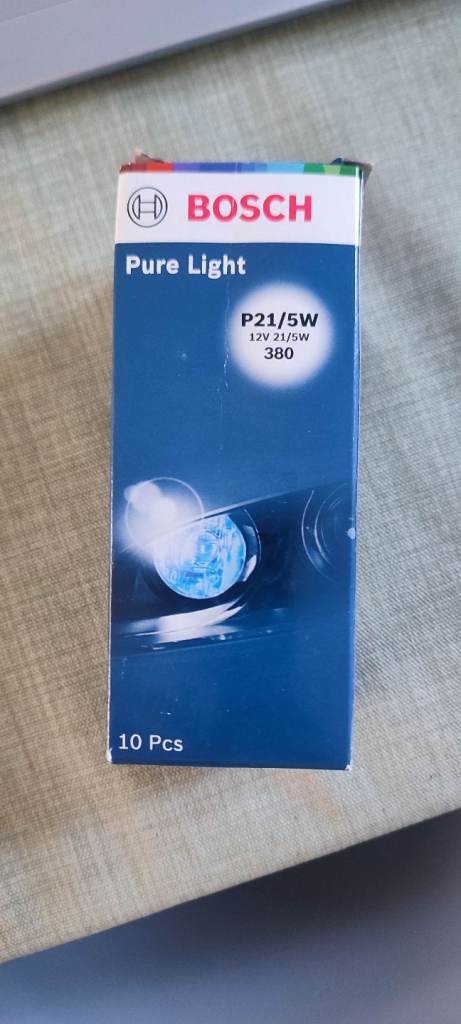 BOSCH
Pure Light
P21/5W
12V 21/5W
380
10 Pcs